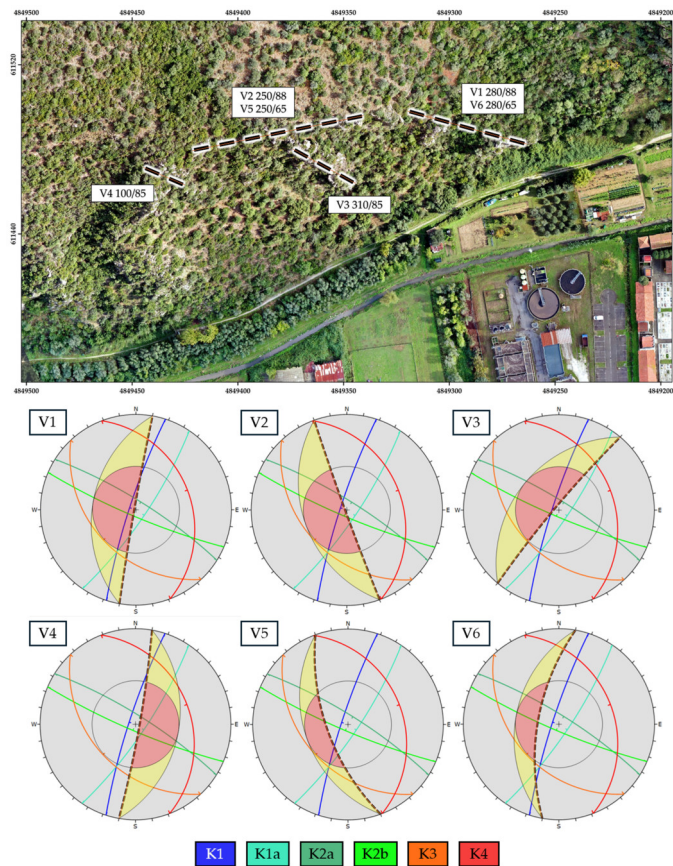 4849500 4849450 4849400 4849350 4849300 4849250 4849200
611520
611440
V2 250/88
V5 250/65
V1 280/88
V6 280/65
V4 100/85
V3 310/85
4849500 4849450 4849400 4849350 4849300 4849250 4849200
V1 N W E S
V2 N W E S
V3 N W E S
V4 N W E S
V5 N W E S
V6 N W E S
K1 K1a K2a K2b K3 K4